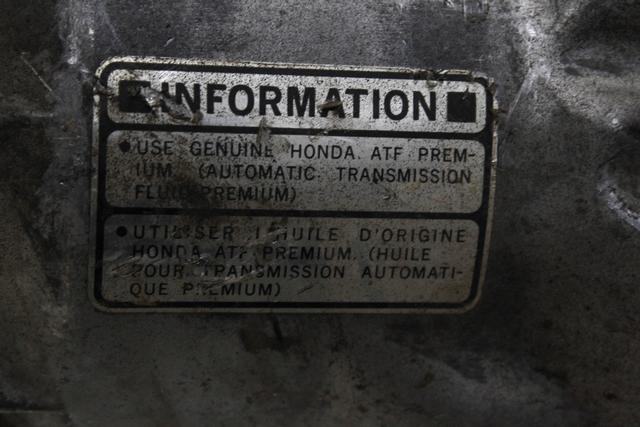 INFORMATION
• USE GENUINE HONDA ATF PREM-
IUM. (AUTOMATIC TRANSMISSION
FLUID PREMIUM)
• UTILISER L'HUILE D'ORIGINE
HONDA ATF PREMIUM. (HUILE
POUR TRANSMISSION AUTOMATI-
QUE PREMIUM)